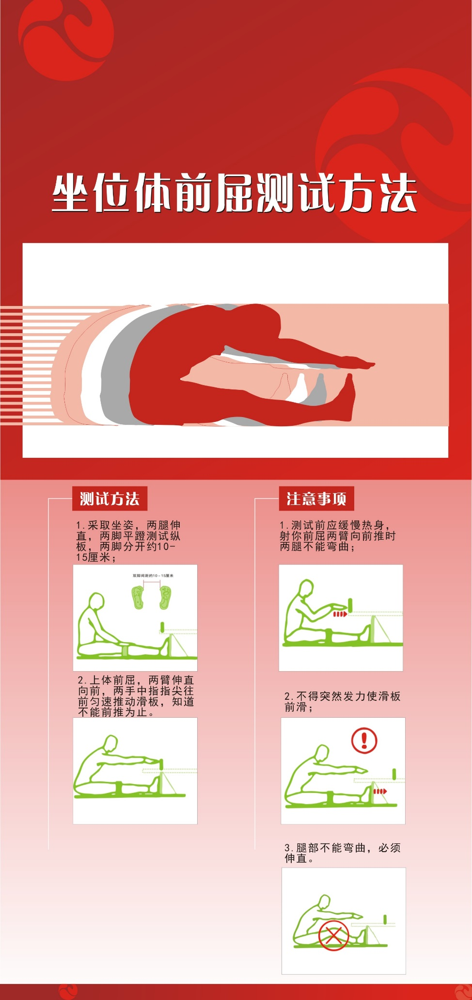 坐位体前屈测试方法
测试方法
1.采取坐姿，两腿伸
直，两脚平蹬测试纵
板，两脚分开约10-
15厘米；
双脚间距约10-15厘米
2.上体前屈，两臂伸直
向前，两手中指指尖往
前匀速推动滑板，知道
不能前推为止。
注意事项
1.测试前应缓慢热身，
射你前屈两臂向前推时
两腿不能弯曲；
2.不得突然发力使滑板
前滑；
3.腿部不能弯曲，必须
伸直。